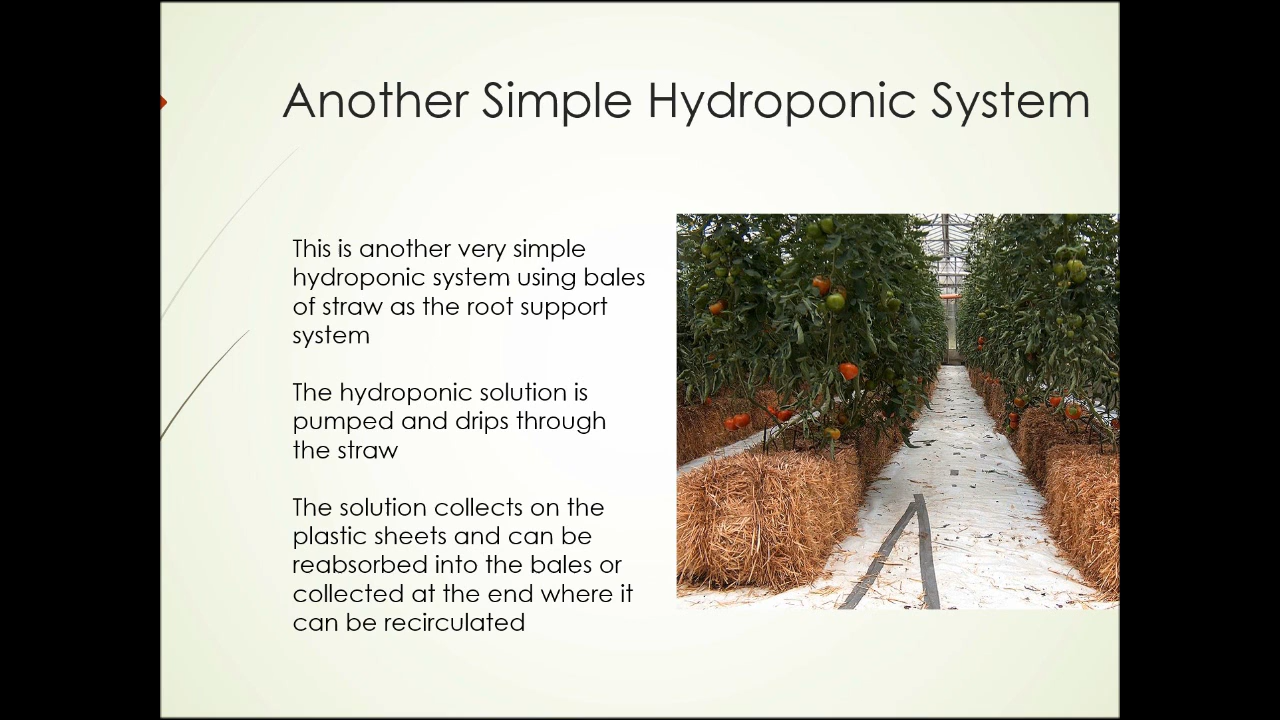 Another Simple Hydroponic System
This is another very simple
hydroponic system using bales
of straw as the root support
system
The hydroponic solution is
pumped and drips through
the straw
The solution collects on the
plastic sheets and can be
reabsorbed into the bales or
collected at the end where it
can be recirculated